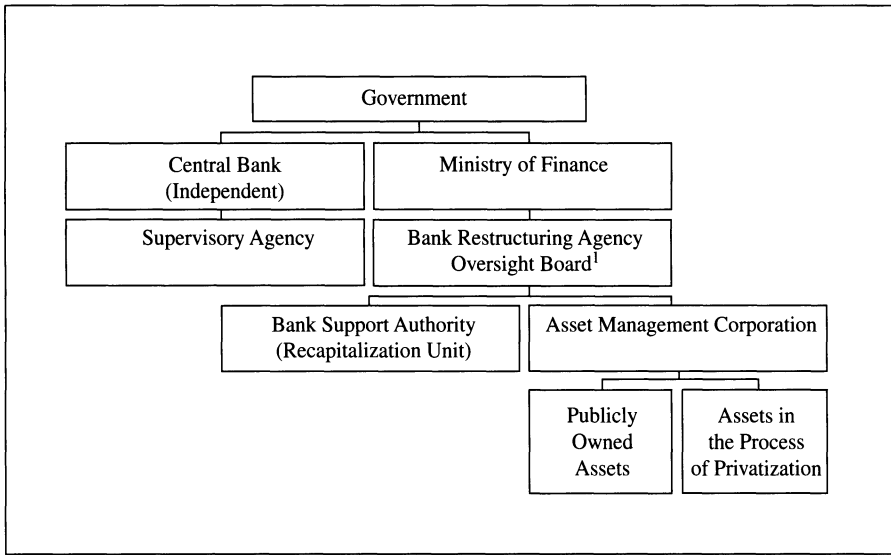 Government
Central Bank
(Independent)
Ministry of Finance
Supervisory Agency
Bank Restructuring Agency
Oversight Board¹
Bank Support Authority
(Recapitalization Unit)
Asset Management Corporation
Publicly
Owned
Assets
Assets in
the Process
of Privatization